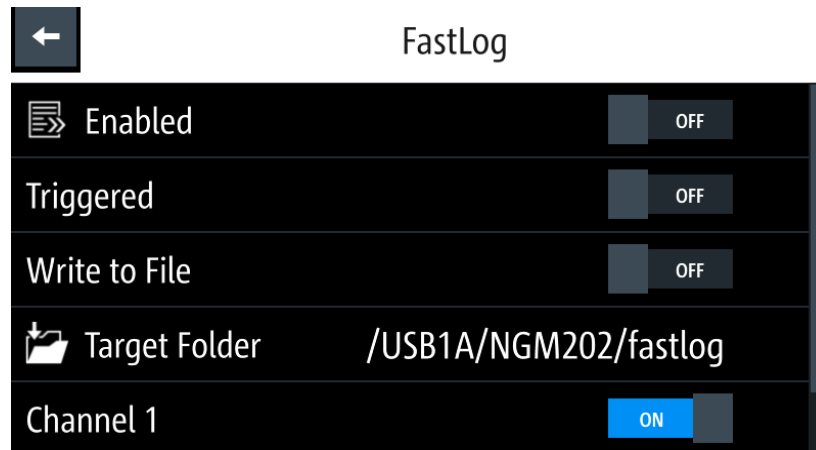 FastLog
Enabled OFF
Triggered OFF
Write to File OFF
Target Folder /USB1A/NGM202/fastlog
Channel 1 ON